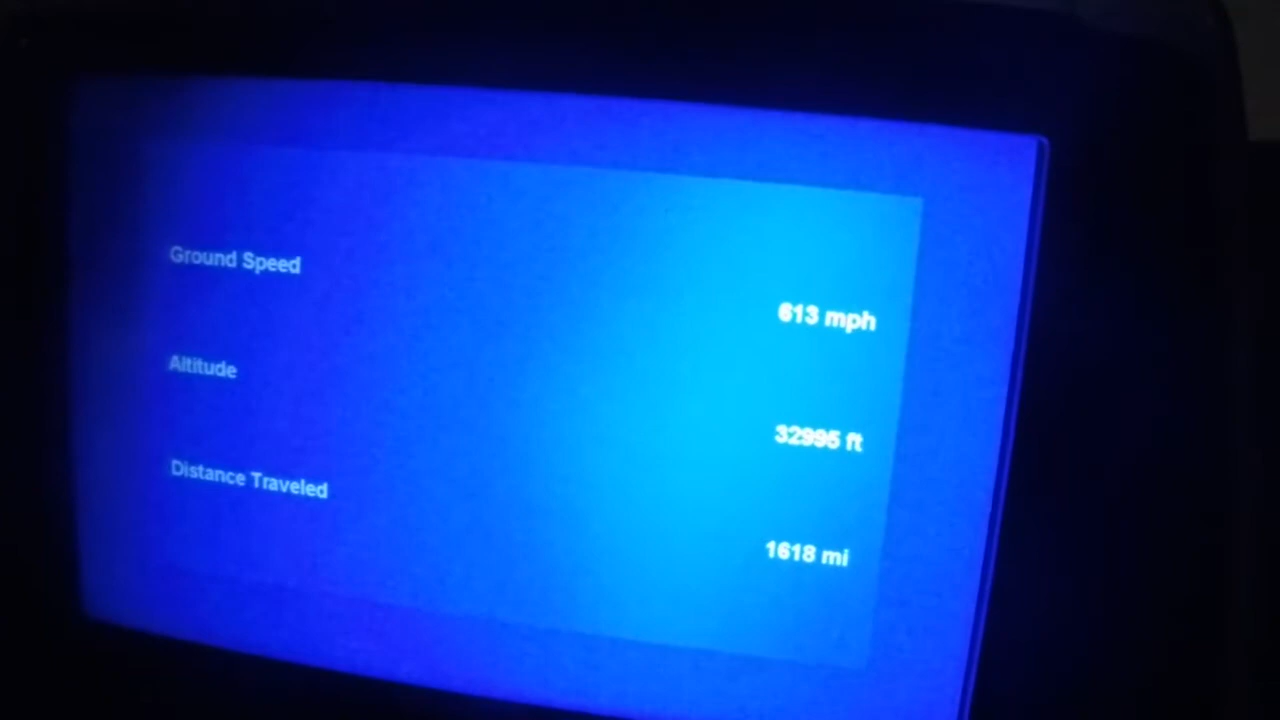 Ground Speed
613 mph
Altitude
32995 ft
Distance Traveled
1618 mi